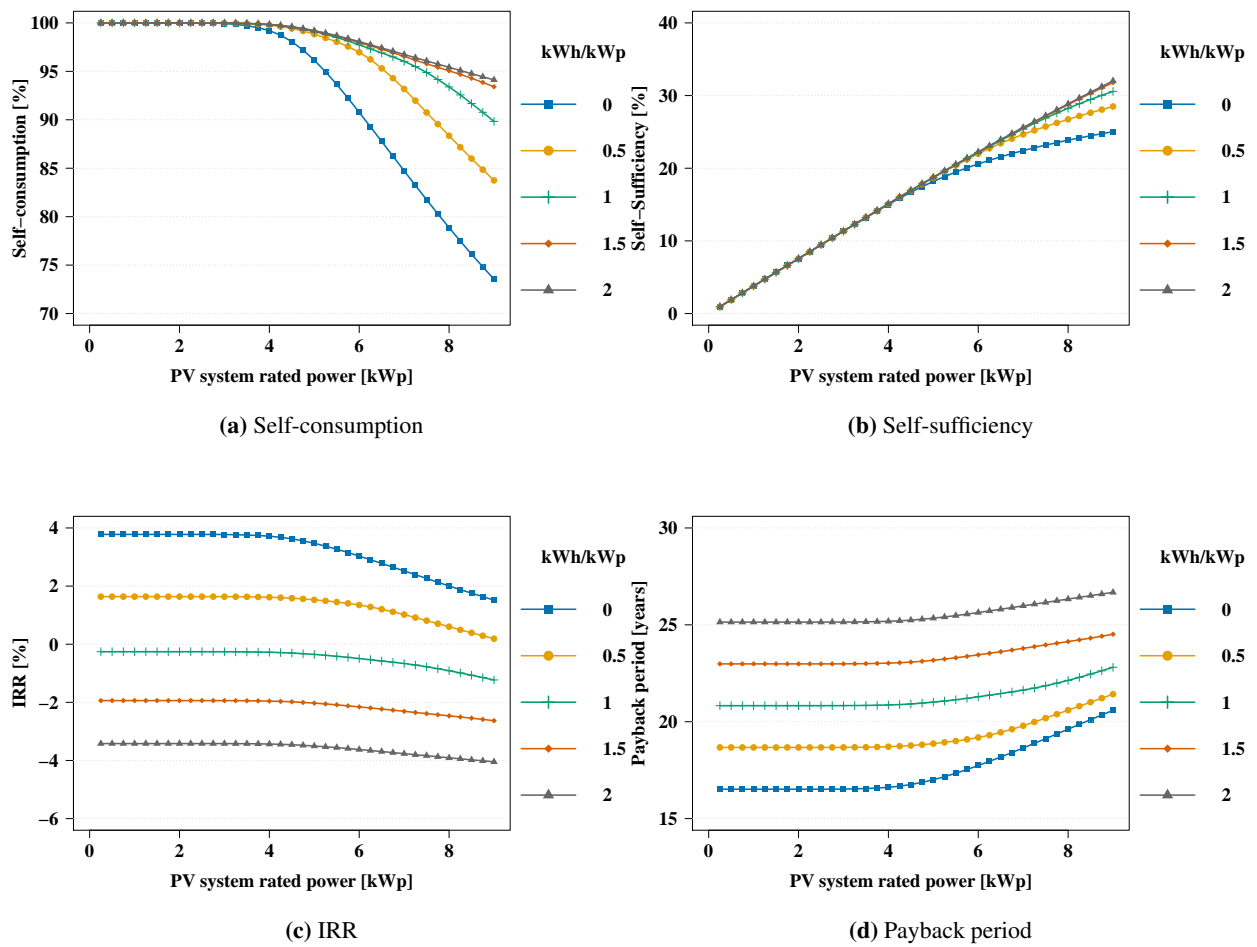 100
95
90
85
80
75
70
Self−consumption [%]
0 2 4 6 8
PV system rated power [kWp]
kWh/kWp
0
0.5
1
1.5
2
(a) Self-consumption
40
30
20
10
0
Self−Sufficiency [%]
0 2 4 6 8
PV system rated power [kWp]
kWh/kWp
0
0.5
1
1.5
2
(b) Self-sufficiency
4
2
0
−2
−4
−6
IRR [%]
0 2 4 6 8
PV system rated power [kWp]
kWh/kWp
0
0.5
1
1.5
2
(c) IRR
30
25
20
15
Payback period [years]
0 2 4 6 8
PV system rated power [kWp]
kWh/kWp
0
0.5
1
1.5
2
(d) Payback period